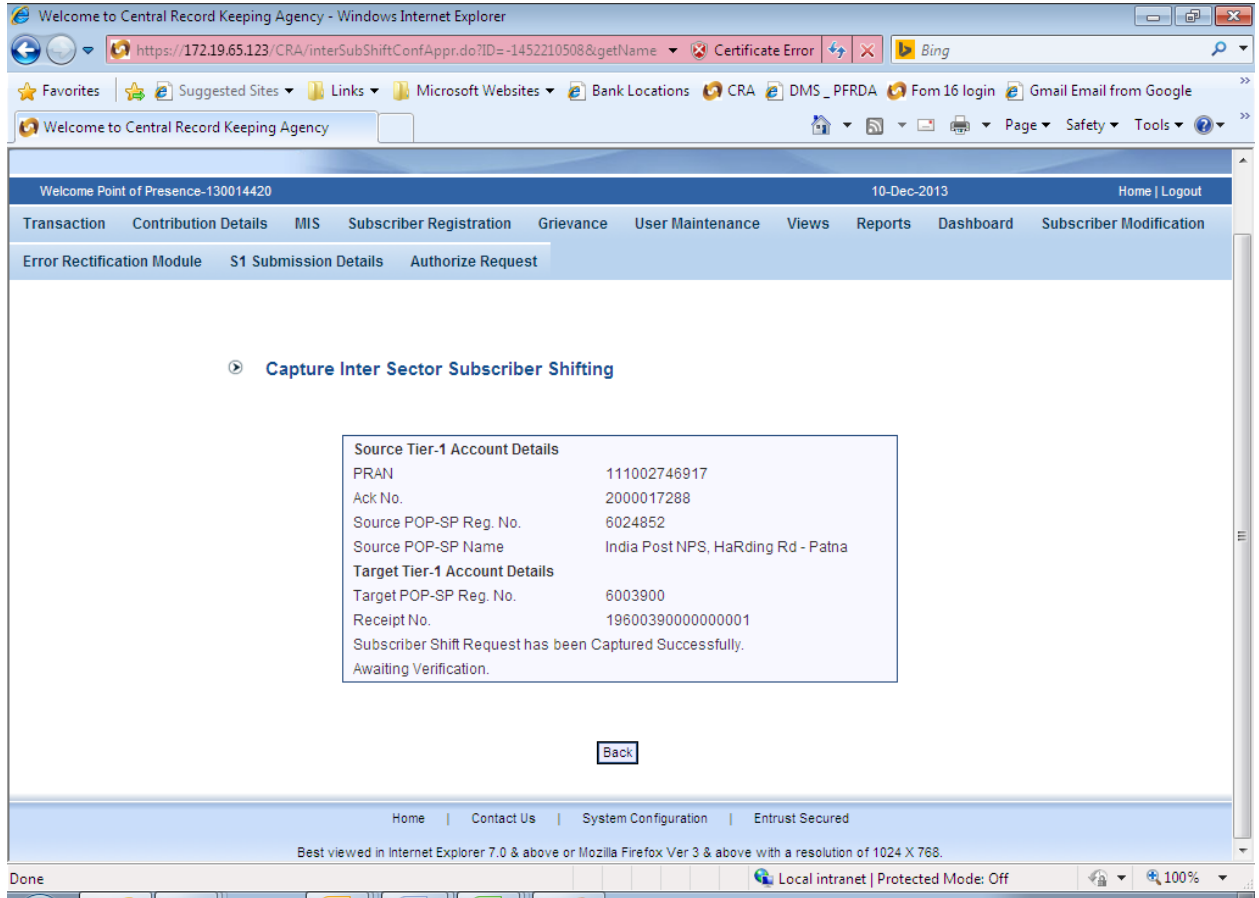 Welcome to Central Record Keeping Agency - Windows Internet Explorer
https://172.19.65.123/CRA/interSubShiftConfAppr.do?ID=-1452210508&getName Certificate Error Bing
Favorites Suggested Sites Links Microsoft Websites Bank Locations CRA DMS_PFRDA Fom 16 login Gmail Email from Google
Welcome to Central Record Keeping Agency Page Safety Tools
Welcome Point of Presence-130014420 10-Dec-2013 Home | Logout
Transaction Contribution Details MIS Subscriber Registration Grievance User Maintenance Views Reports Dashboard Subscriber Modification
Error Rectification Module S1 Submission Details Authorize Request
Capture Inter Sector Subscriber Shifting
Source Tier-1 Account Details
PRAN 111002746917
Ack No. 2000017288
Source POP-SP Reg. No. 6024852
Source POP-SP Name India Post NPS, HaRding Rd - Patna
Target Tier-1 Account Details
Target POP-SP Reg. No. 6003900
Receipt No. 19600390000000001
Subscriber Shift Request has been Captured Successfully.
Awaiting Verification.
Back
Home | Contact Us | System Configuration | Entrust Secured
Best viewed in Internet Explorer 7.0 & above or Mozilla Firefox Ver 3 & above with a resolution of 1024 X 768.
Done Local intranet | Protected Mode: Off 100%